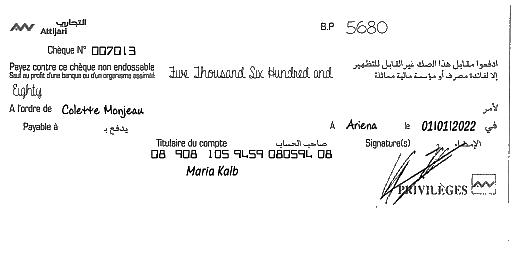 التجاري
Attijari
B.P 5680
Chèque N° 007013
Payez contre ce chèque non endossable
Sauf au profit d'une banque ou d'un organisme assimilé
Five Thousand Six Hundred and
ادفعوا مقابل هذا الصك غير القابل للتظهير
إلا لفائدة مصرف أو مؤسسة مالية مماثلة
Eighty
A l'ordre de Colette Monjeau
لأمر
Payable à
يدفع بـ
A Ariena le 01/01/2022 في
Titulaire du compte صاحب الحساب
Signature(s) الإمضاء
08 908 105 9459 080594 08
Maria Kalb
PRIVILÈGES